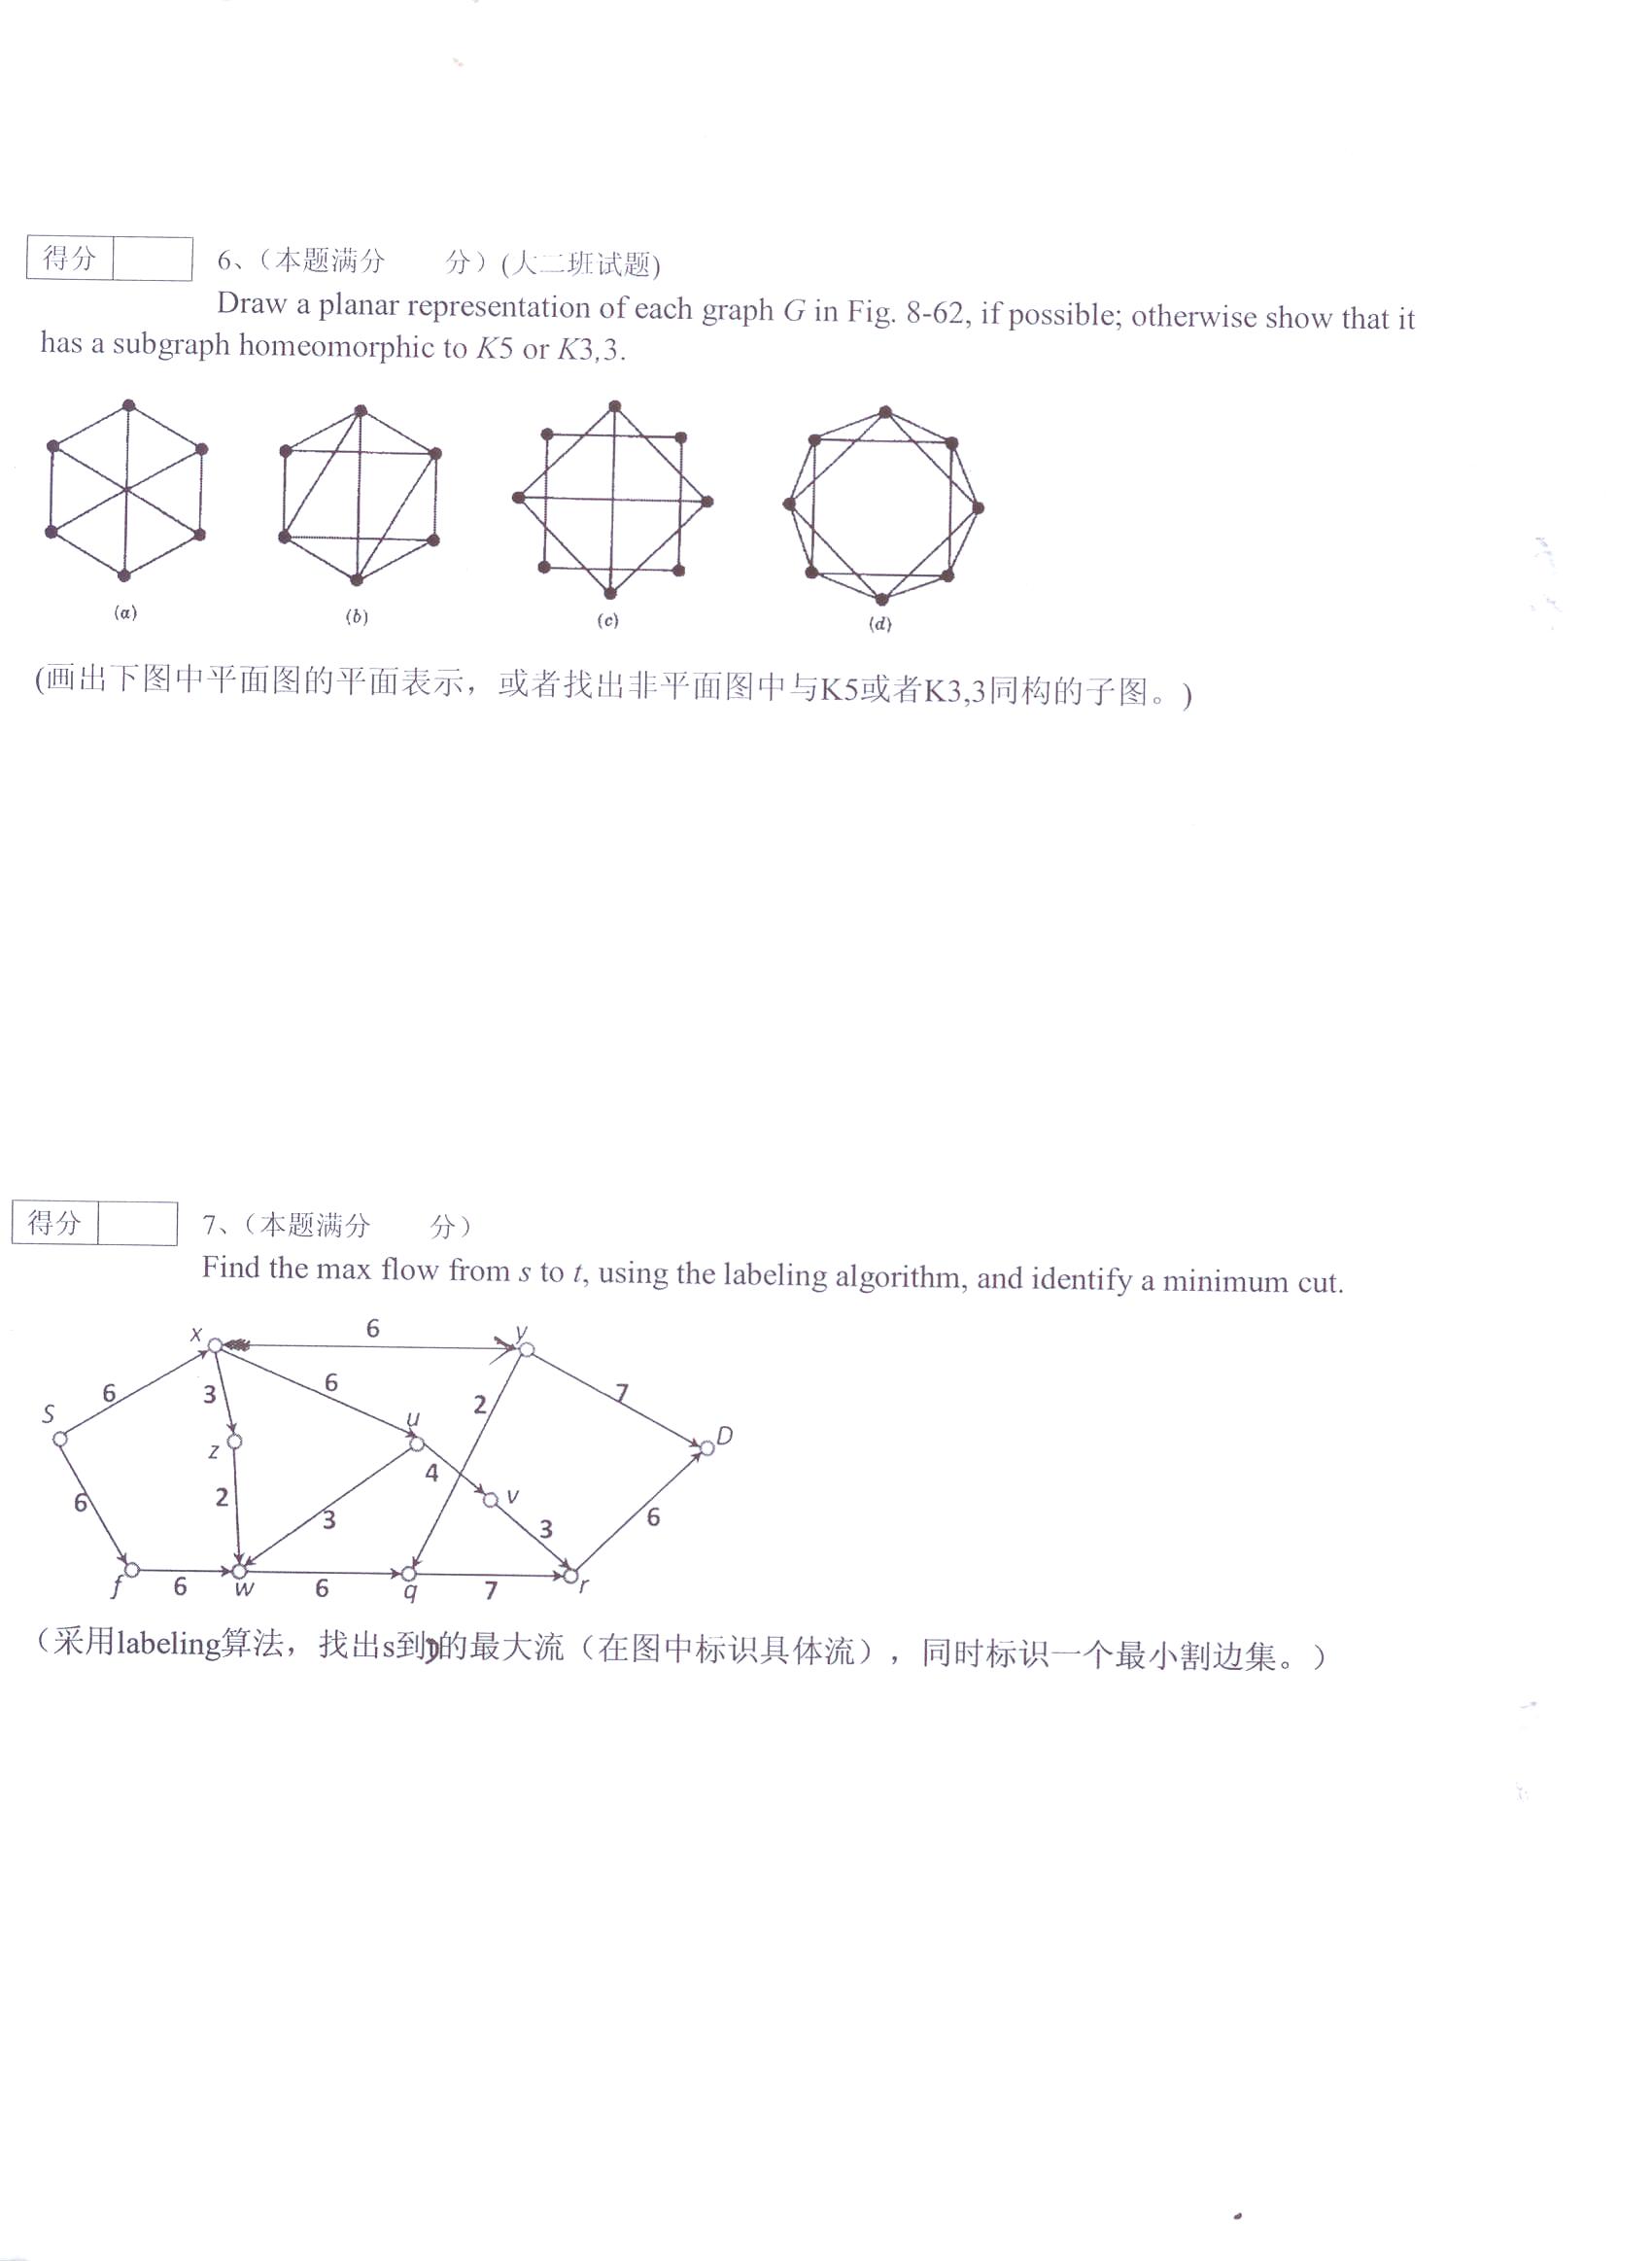 得分
6、（本题满分 分）(大二班试题)
Draw a planar representation of each graph G in Fig. 8-62, if possible; otherwise show that it
has a subgraph homeomorphic to K5 or K3,3.
(a) (b) (c) (d)
(画出下图中平面图的平面表示，或者找出非平面图中与K5或者K3,3同构的子图。)
得分
7、（本题满分 分）
Find the max flow from s to t, using the labeling algorithm, and identify a minimum cut.
6
x y
6 6 3 2 7
S u D
z
4
6 2 v
3 3 6
f 6 w 6 q 7 r
（采用labeling算法，找出s到D的最大流（在图中标识具体流），同时标识一个最小割边集。）